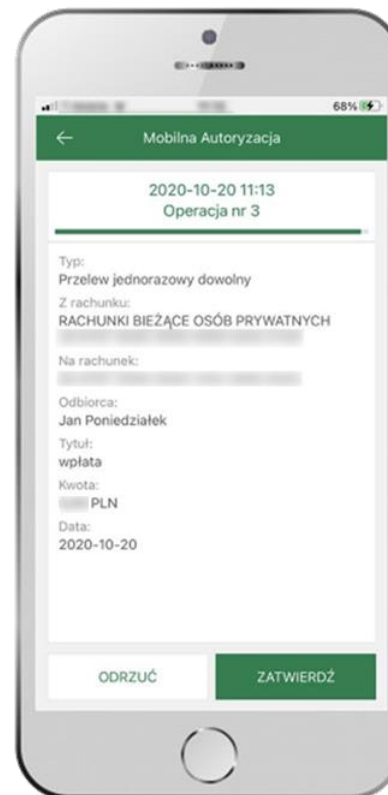 68%
Mobilna Autoryzacja
2020-10-20 11:13
Operacja nr 3
Typ:
Przelew jednorazowy dowolny
Z rachunku:
RACHUNKI BIEŻĄCE OSÓB PRYWATNYCH
Na rachunek:
Odbiorca:
Jan Poniedziałek
Tytuł:
wpłata
Kwota:
PLN
Data:
2020-10-20
ODRZUĆ
ZATWIERDŹ